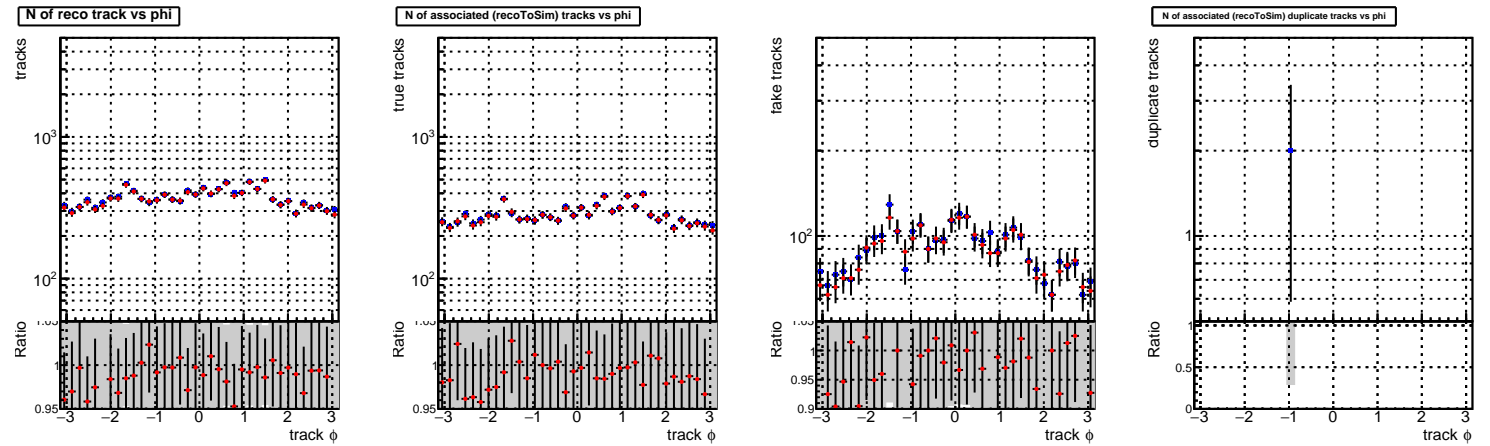 N of reco track vs phi
tracks
10³
10²
Ratio
1
0.95
−3 −2 −1 0 1 2 3
track ϕ
N of associated (recoToSim) tracks vs phi
true tracks
10³
10²
Ratio
1
0.95
−3 −2 −1 0 1 2 3
track ϕ
fake tracks
10²
Ratio
1
0.95
0.9
−3 −2 −1 0 1 2 3
track ϕ
N of associated (recoToSim) duplicate tracks vs phi
duplicate tracks
1
Ratio
1
0.5
0
−3 −2 −1 0 1 2 3
track ϕ